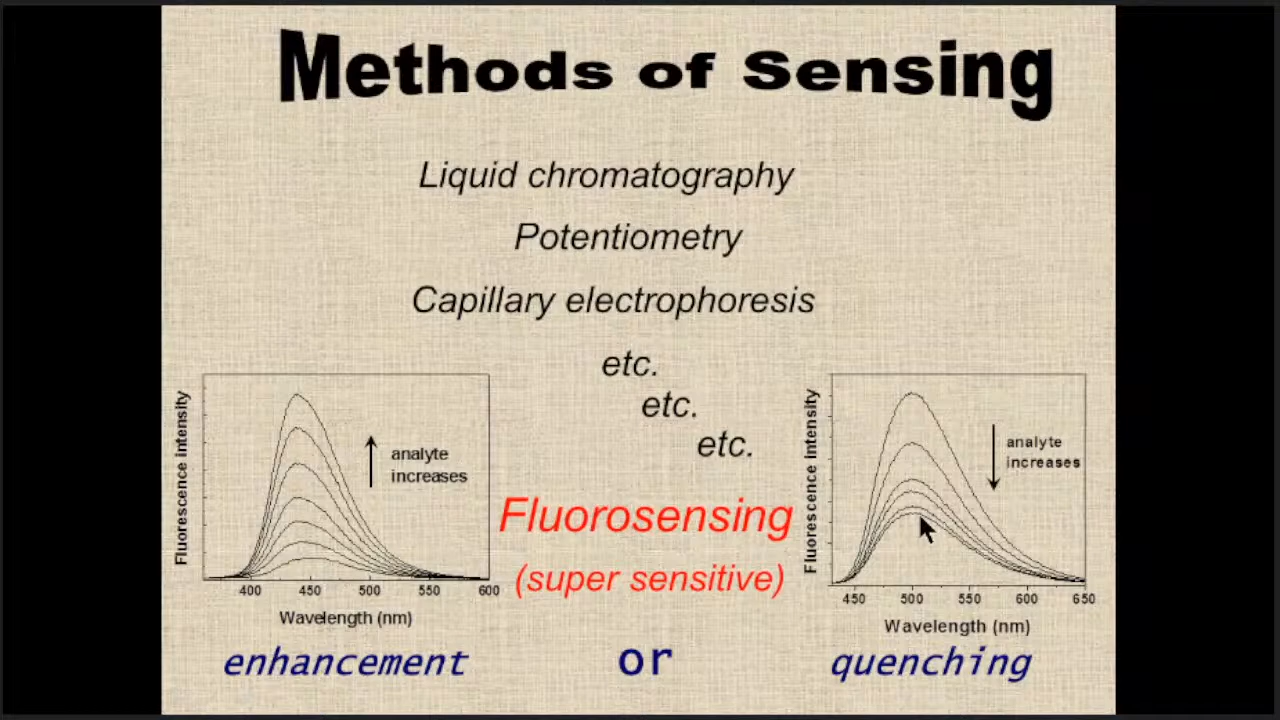 Methods of Sensing
Liquid chromatography
Potentiometry
Capillary electrophoresis
etc.
etc.
etc.
Fluorescence intensity
analyte
increases
400 450 500 550 600
Wavelength (nm)
Fluorosensing
(super sensitive)
Fluorescence intensity
analyte
increases
450 500 550 600 650
Wavelength (nm)
enhancement or quenching